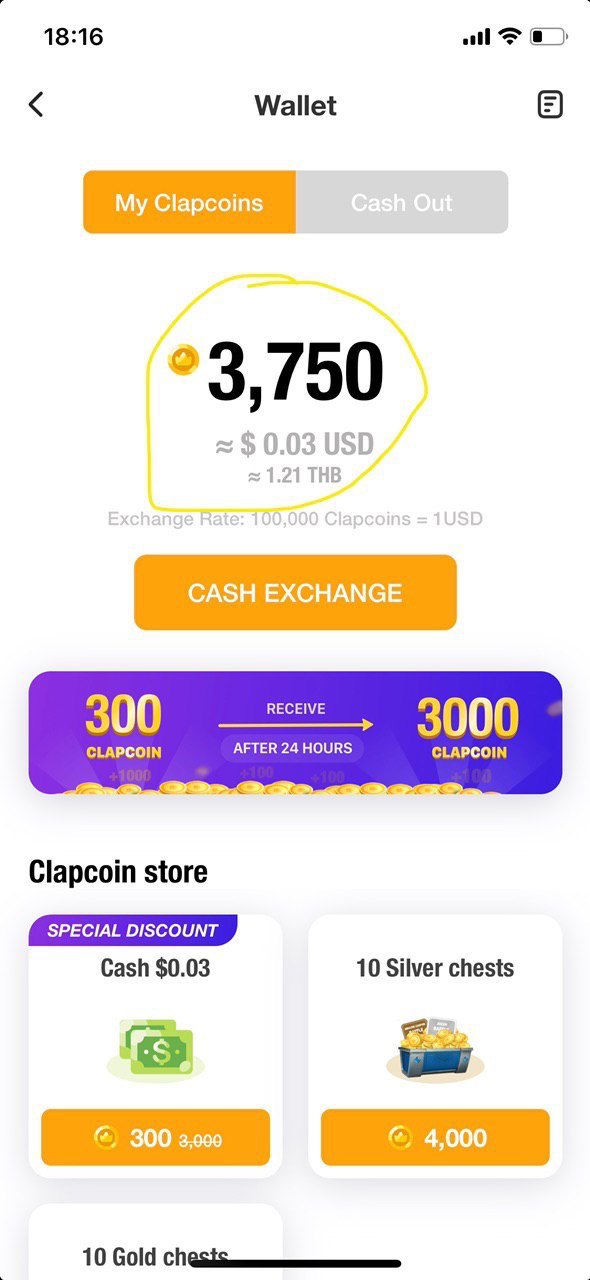 18:16
Wallet
My Clapcoins
Cash Out
3,750
≈ $ 0.03 USD
≈ 1.21 THB
Exchange Rate: 100,000 Clapcoins = 1USD
CASH EXCHANGE
300
CLAPCOIN
+1000
RECEIVE
AFTER 24 HOURS
+100
+100
3000
CLAPCOIN
+100
Clapcoin store
SPECIAL DISCOUNT
Cash $0.03
300 3,000
10 Silver chests
4,000
10 Gold chests